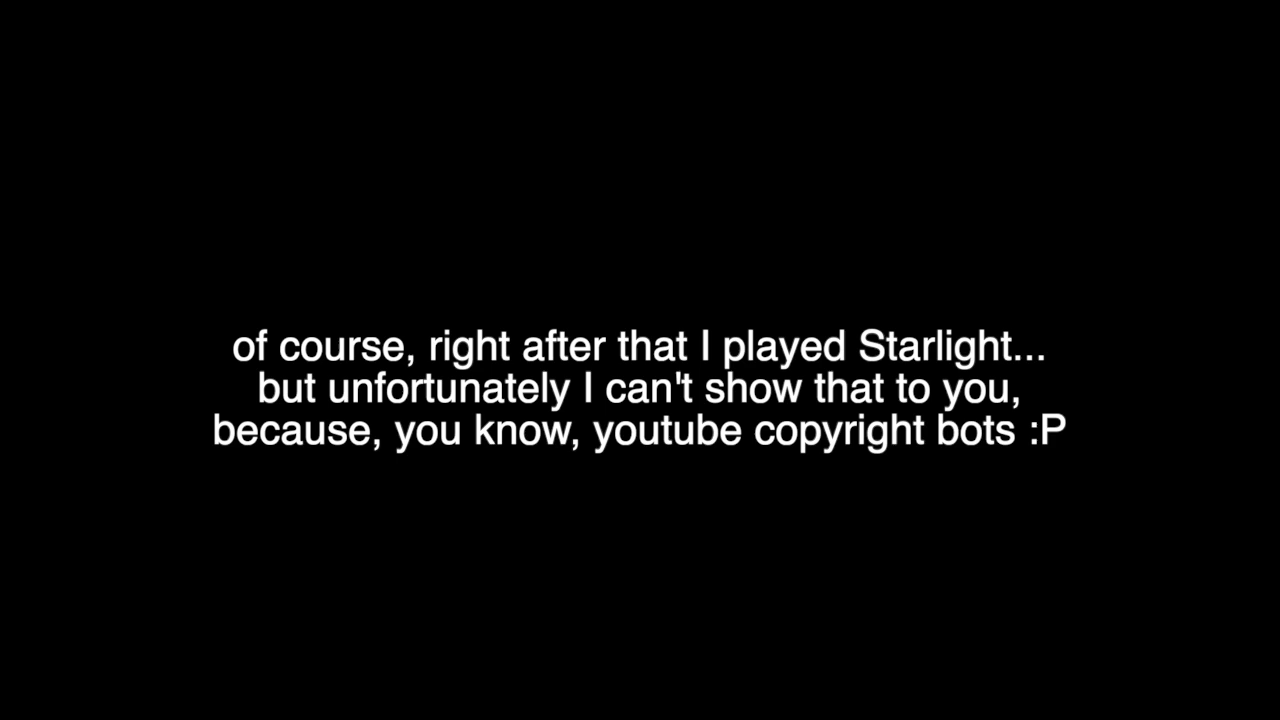 of course, right after that I played Starlight...
but unfortunately I can't show that to you,
because, you know, youtube copyright bots :P